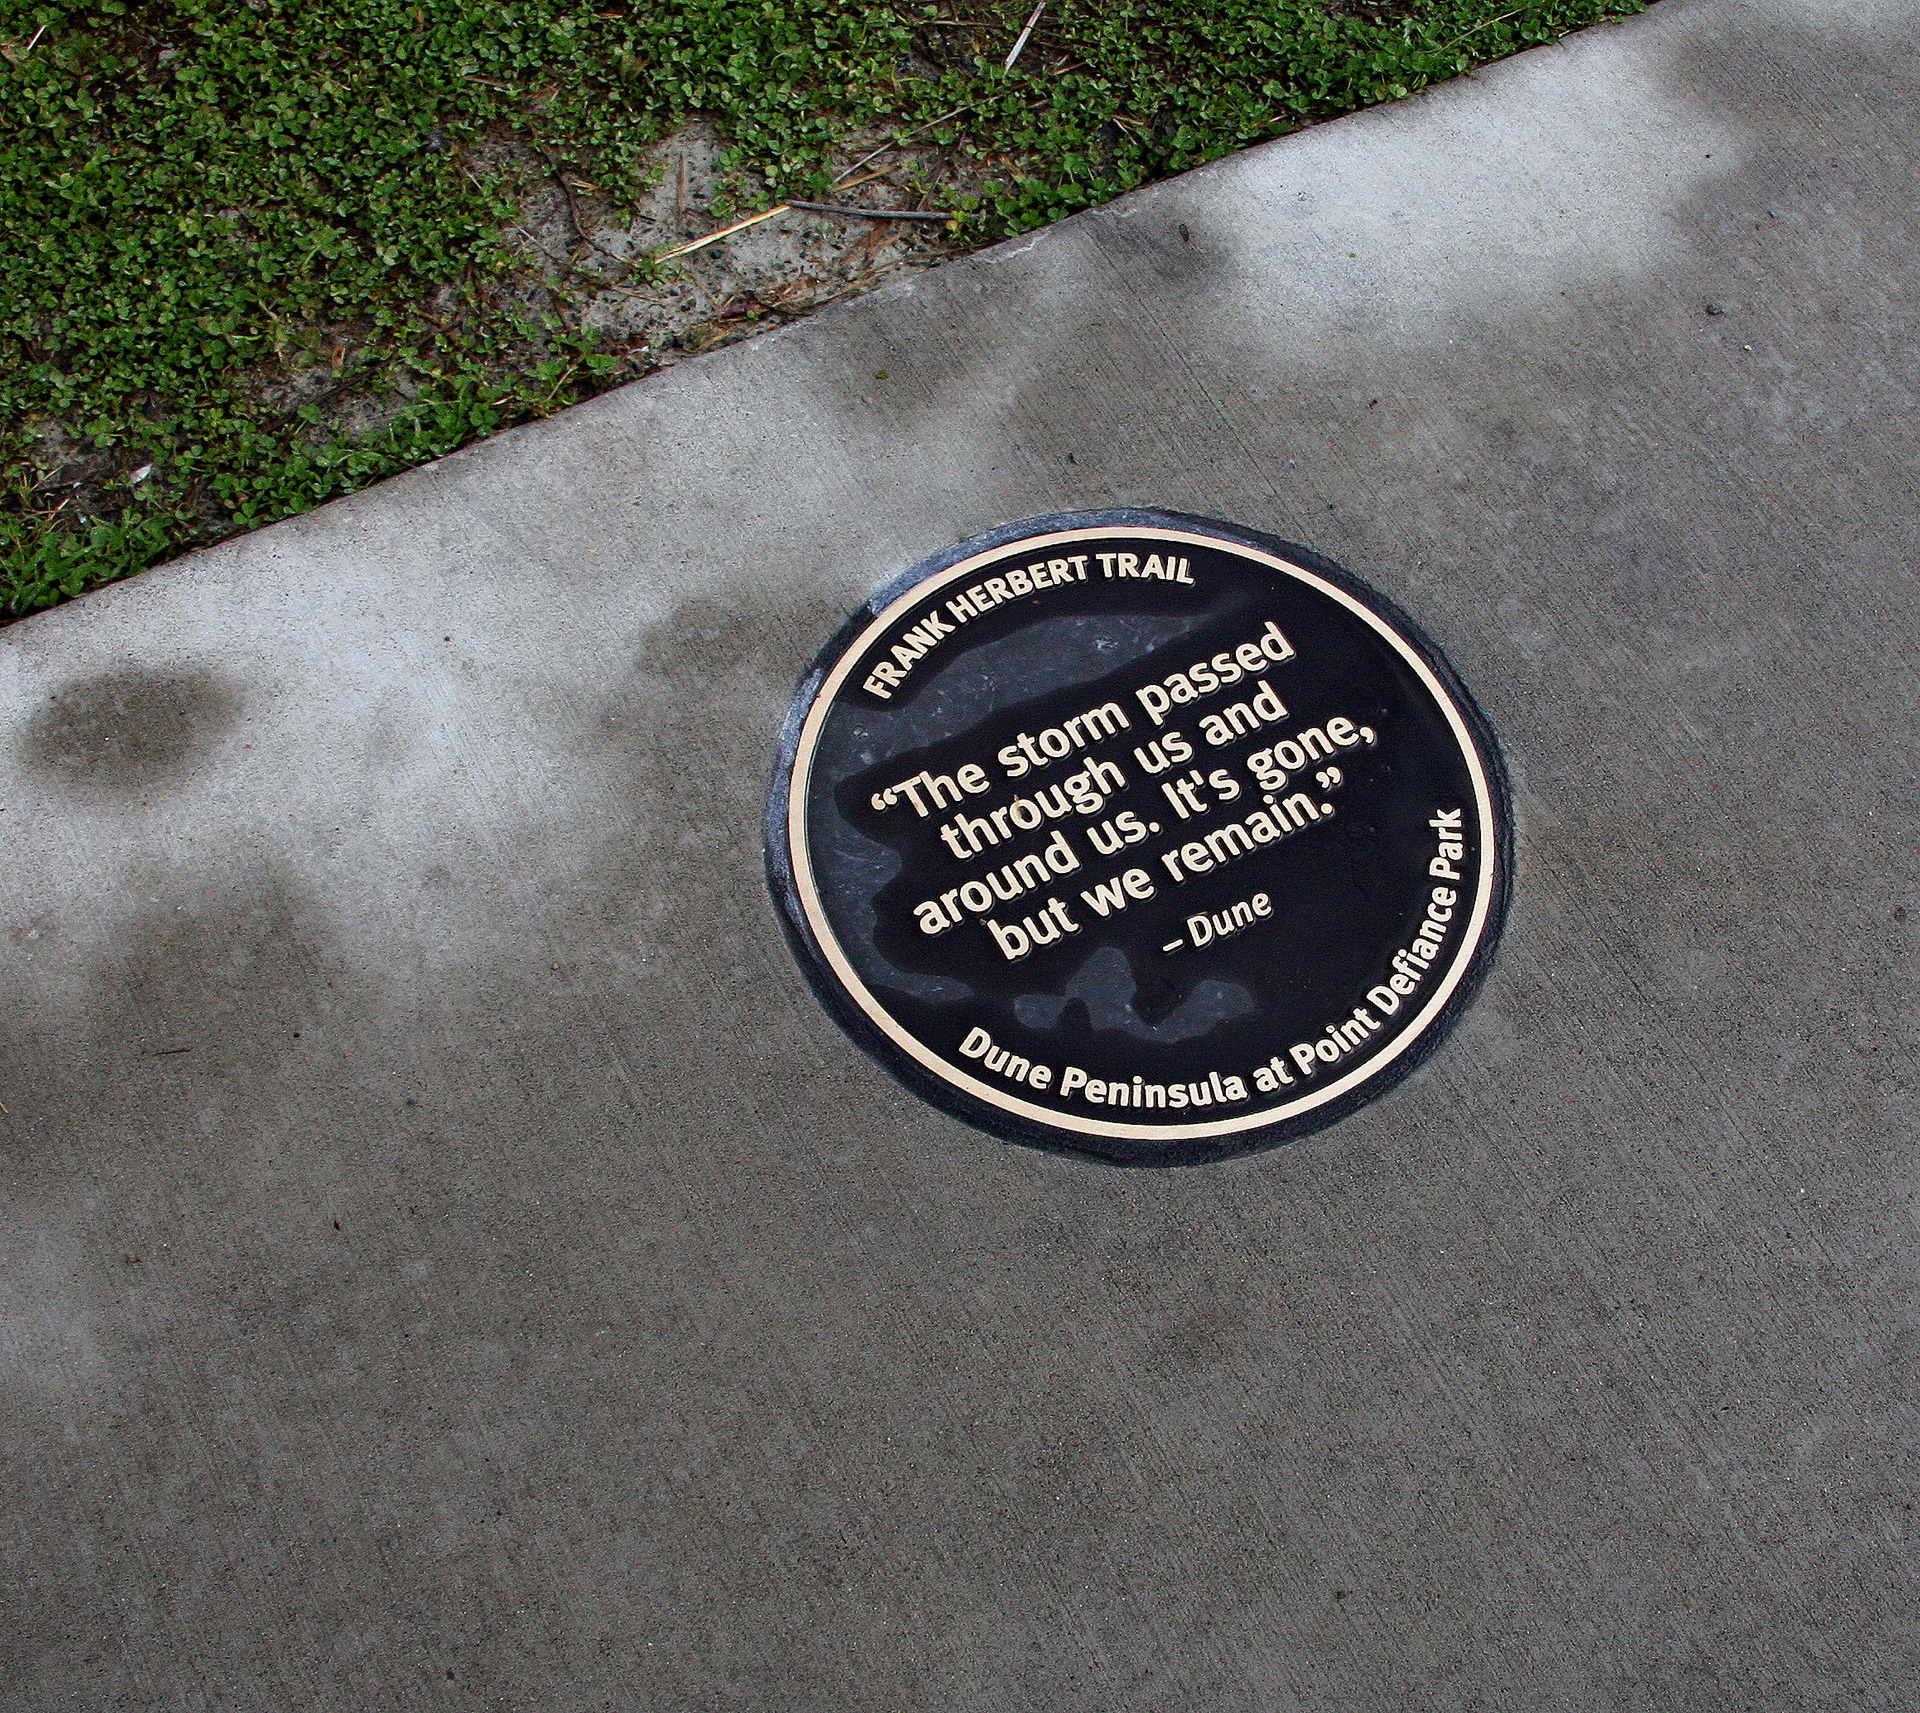 FRANK HERBERT TRAIL
“The storm passed
through us and
around us. It's gone,
but we remain.”
– Dune
Dune Peninsula at Point Defiance Park